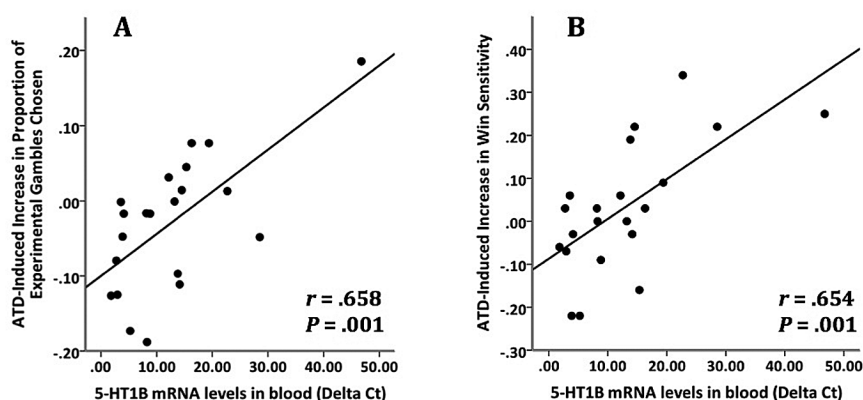 A
ATD-Induced Increase in Proportion of
Experimental Gambles Chosen
.20
.10
.00
-.10
-.20
r = .658
P = .001
.00 10.00 20.00 30.00 40.00 50.00
5-HT1B mRNA levels in blood (Delta Ct)
B
ATD-Induced Increase in Win Sensitivity
.40
.30
.20
.10
.00
-.10
-.20
-.30
r = .654
P = .001
.00 10.00 20.00 30.00 40.00 50.00
5-HT1B mRNA levels in blood (Delta Ct)